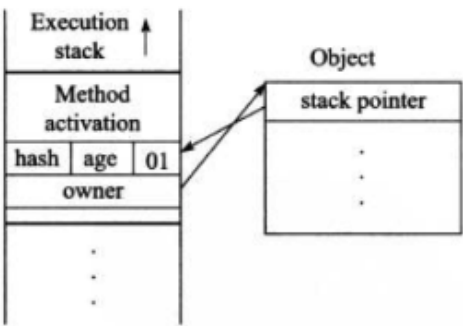 Execution
stack
Object
Method
activation
stack pointer
hash age 01
owner